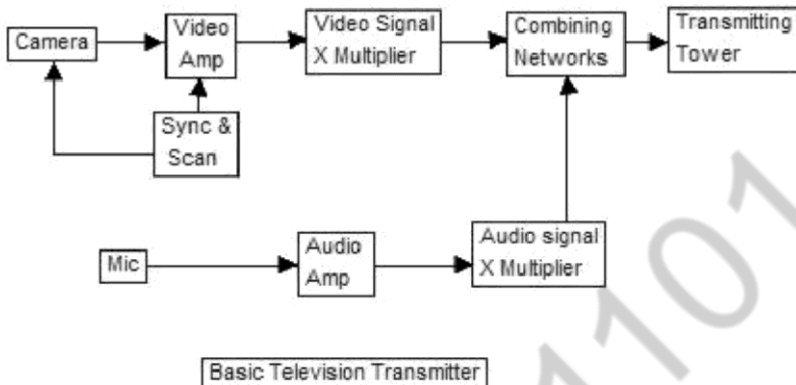 Camera
Video
Amp
Video Signal
X Multiplier
Combining
Networks
Transmitting
Tower
Sync &
Scan
Mic
Audio
Amp
Audio signal
X Multiplier
Basic Television Transmitter
1101